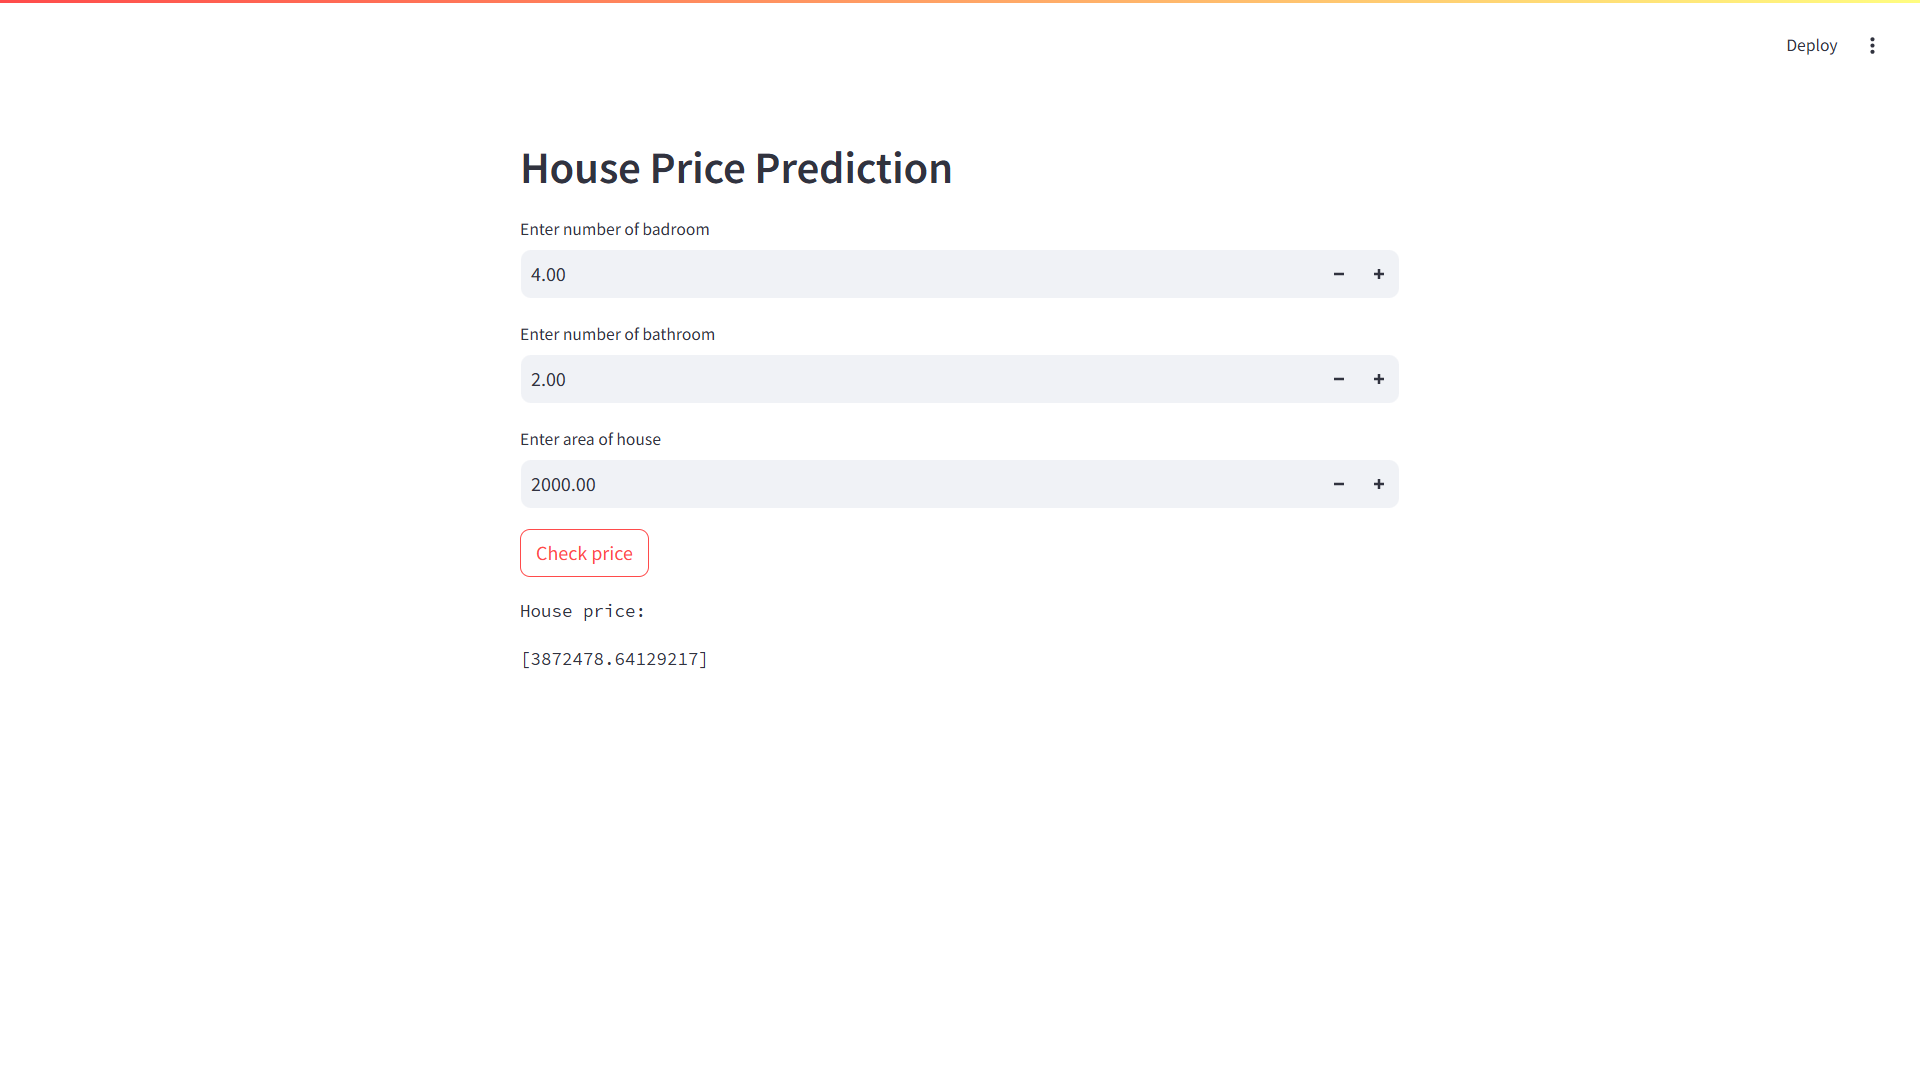 Deploy
House Price Prediction
Enter number of badroom
4.00
Enter number of bathroom
2.00
Enter area of house
2000.00
Check price
House price:
[3872478.64129217]